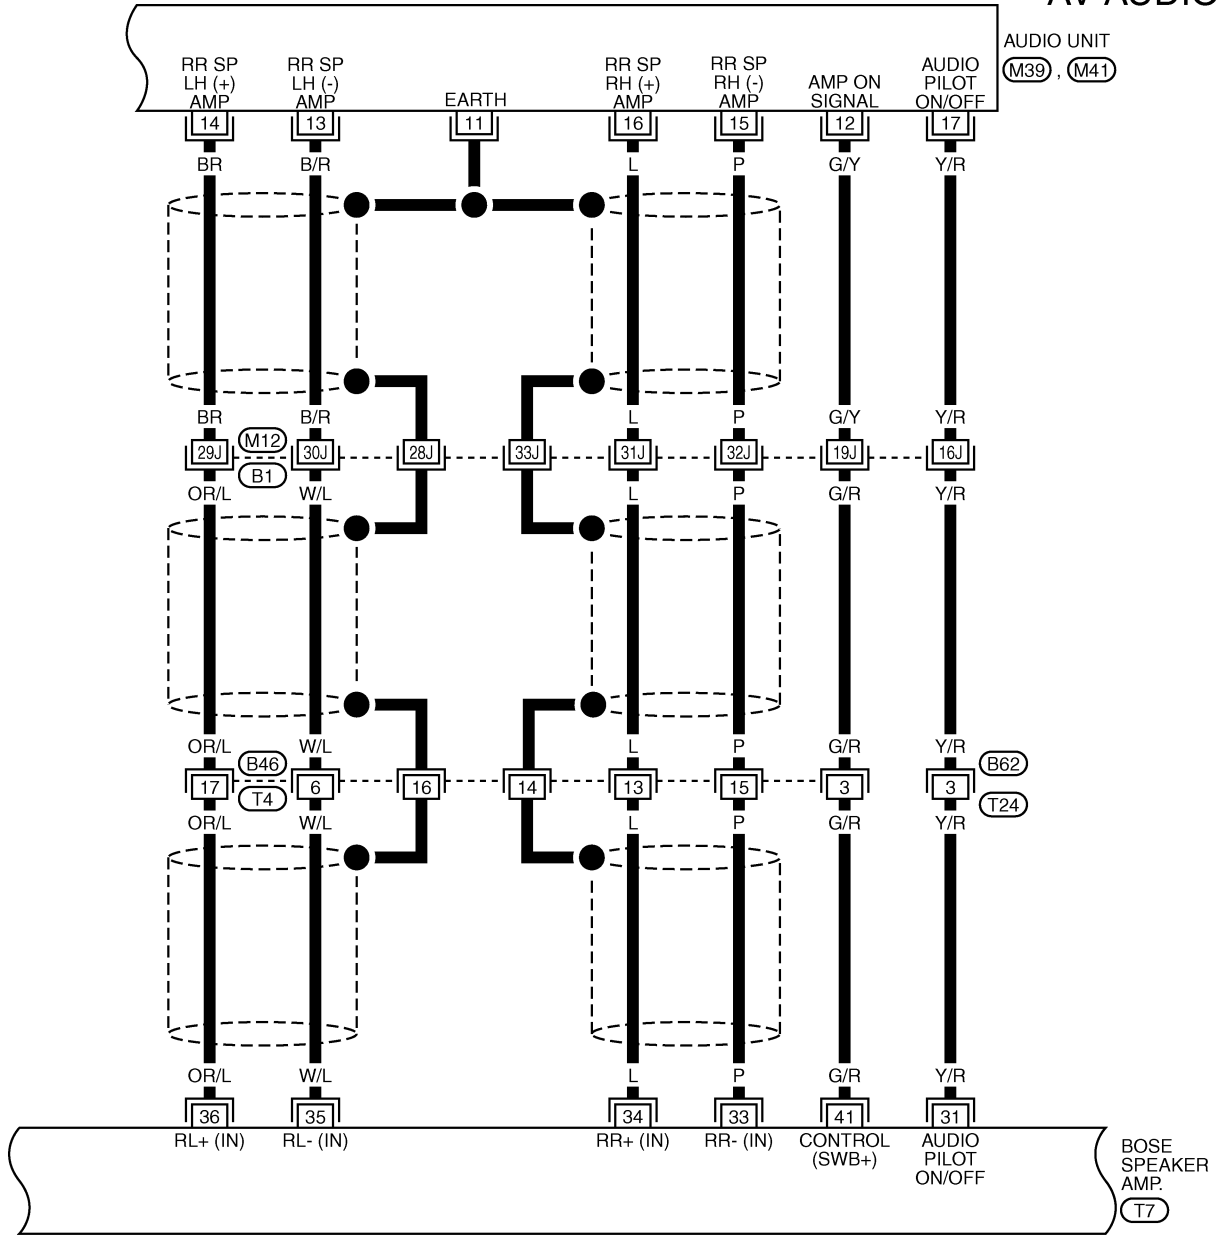 AV AUDIO
AUDIO UNIT
M39 , M41
RR SP
LH (+)
AMP
RR SP
LH (-)
AMP
EARTH
RR SP
RH (+)
AMP
RR SP
RH (-)
AMP
AMP ON
SIGNAL
AUDIO
PILOT
ON/OFF
14 13 11 16 15 12 17
BR B/R L P G/Y Y/R
BR B/R L P G/Y Y/R
M12
29J 30J 28J 33J 31J 32J 19J 16J
B1
OR/L W/L L P G/R Y/R
OR/L W/L L P G/R Y/R
B46 B62
17 6 16 14 13 15 3 3
T4 T24
OR/L W/L L P G/R Y/R
OR/L W/L L P G/R Y/R
36 35 34 33 41 31
RL+ (IN)
RL- (IN)
RR+ (IN)
RR- (IN)
CONTROL
(SWB+)
AUDIO
PILOT
ON/OFF
BOSE
SPEAKER
AMP.
T7